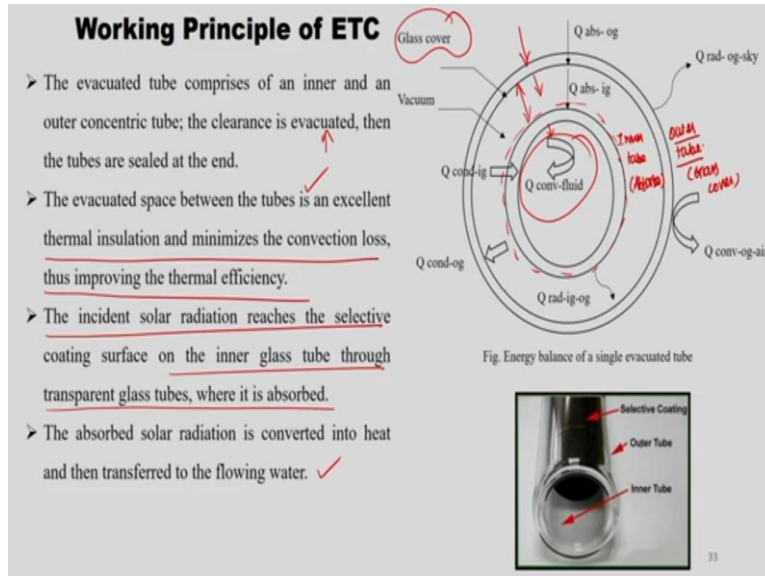 Working Principle of ETC
➢ The evacuated tube comprises of an inner and an
outer concentric tube; the clearance is evacuated, then
the tubes are sealed at the end.
➢ The evacuated space between the tubes is an excellent
thermal insulation and minimizes the convection loss,
thus improving the thermal efficiency.
➢ The incident solar radiation reaches the selective
coating surface on the inner glass tube through
transparent glass tubes, where it is absorbed.
➢ The absorbed solar radiation is converted into heat
and then transferred to the flowing water.
Glass cover
Q abs- og
Q rad- og-sky
Vacuum
Q abs- ig
Inner
tube
(Absorber)
Outer
tube.
(Glass
cover)
Q cond-ig
Q conv-fluid
Q cond-og
Q conv-og-air
Q rad-ig-og
Fig. Energy balance of a single evacuated tube
Selective Coating
Outer Tube
Inner Tube
33